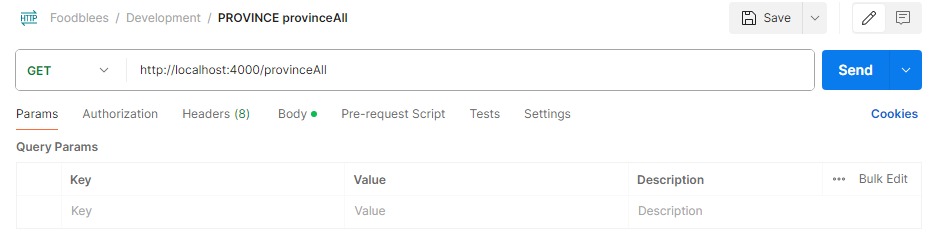 HTTP Foodblees / Development / PROVINCE provinceAll Save
GET http://localhost:4000/provinceAll Send
Params Authorization Headers (8) Body Pre-request Script Tests Settings Cookies
Query Params
Key Value Description ••• Bulk Edit
Key Value Description